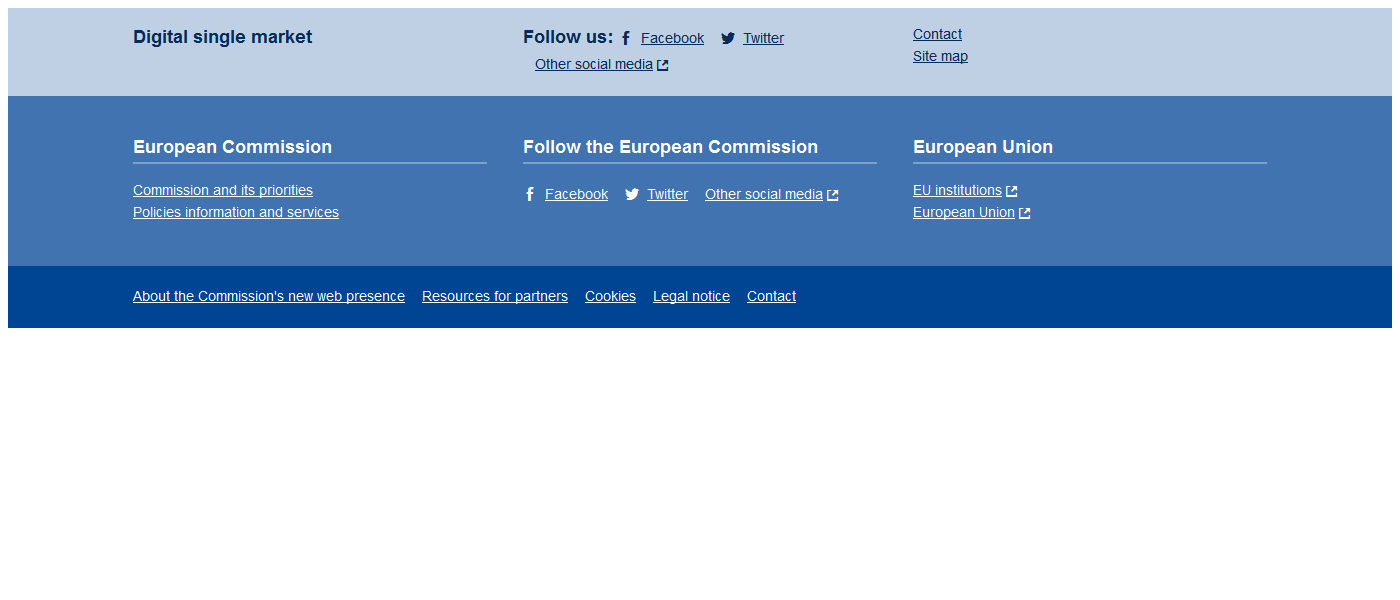 Digital single market
Follow us: Facebook Twitter
Other social media
Contact
Site map
European Commission
Commission and its priorities
Policies information and services
Follow the European Commission
Facebook Twitter Other social media
European Union
EU institutions
European Union
About the Commission's new web presence Resources for partners Cookies Legal notice Contact